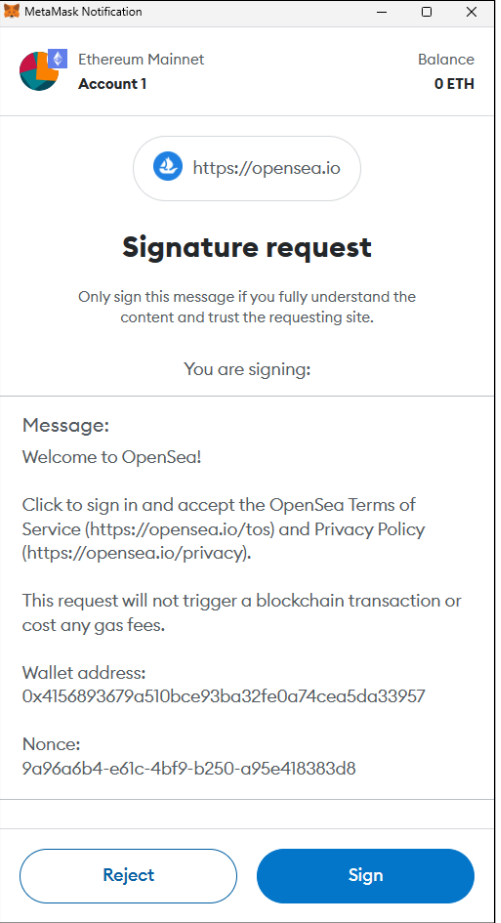 MetaMask Notification
Ethereum Mainnet
Account 1
Balance
0 ETH
https://opensea.io
Signature request
Only sign this message if you fully understand the
content and trust the requesting site.
You are signing:
Message:
Welcome to OpenSea!
Click to sign in and accept the OpenSea Terms of
Service (https://opensea.io/tos) and Privacy Policy
(https://opensea.io/privacy).
This request will not trigger a blockchain transaction or
cost any gas fees.
Wallet address:
0x4156893679a510bce93ba32fe0a74cea5da33957
Nonce:
9a96a6b4-e61c-4bf9-b250-a95e418383d8
Reject
Sign